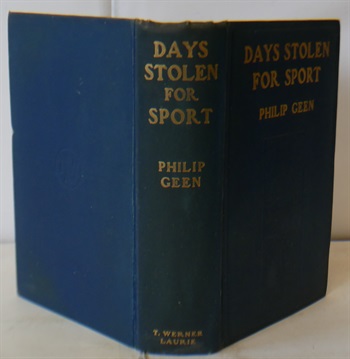 DAYS
STOLEN
FOR
SPORT
PHILIP
GEEN
T. WERNER
LAURIE
DAYS STOLEN
FOR SPORT
PHILIP GEEN